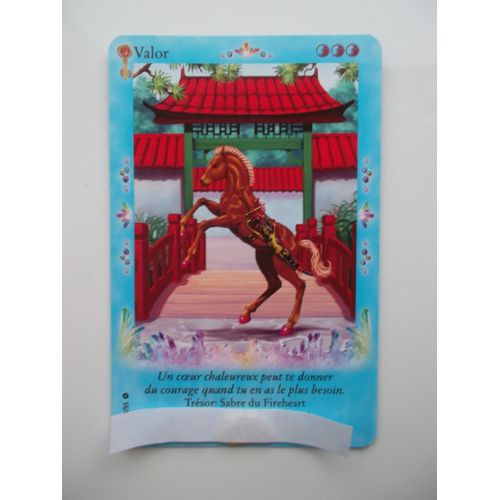 Valor
Un cœur chaleureux peut te donner
du courage quand tu en as le plus besoin.
Trésor: Sabre du Fireheart